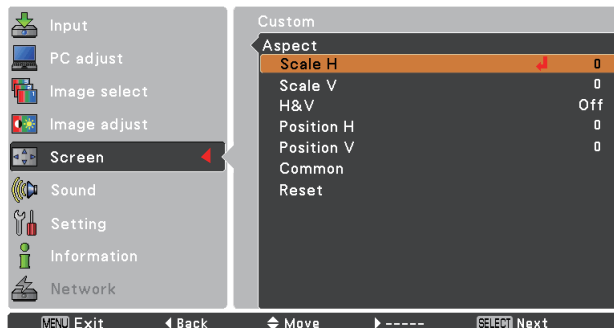 Input
PC adjust
Image select
Image adjust
Screen
Sound
Setting
Information
Network
Custom
Aspect
Scale H 0
Scale V 0
H&V Off
Position H 0
Position V 0
Common
Reset
MENU Exit Back Move ----- SELECT Next